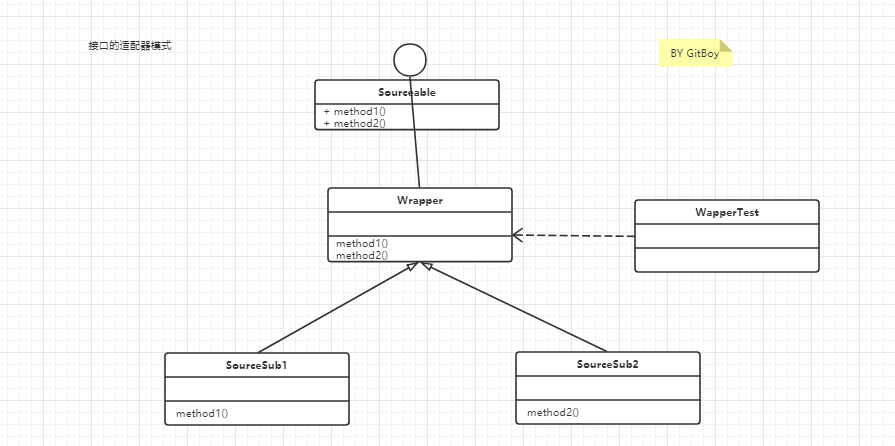 接口的适配器模式
BY GitBoy
Sourceable
+ method1()
+ method2()
Wrapper
method1()
method2()
WapperTest
SourceSub1
method1()
SourceSub2
method2()